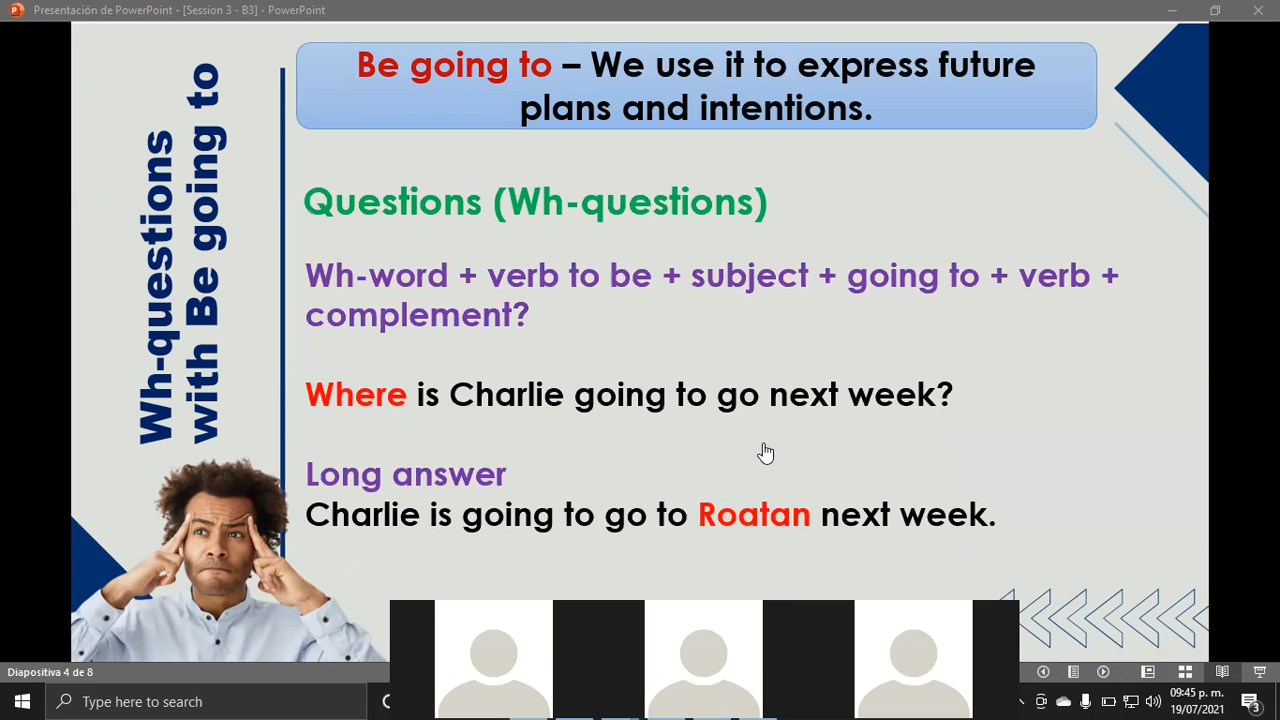 Presentación de PowerPoint - [Session 3 - B3] - PowerPoint
Wh-questions
with Be going to
Be going to – We use it to express future
plans and intentions.
Questions (Wh-questions)
Wh-word + verb to be + subject + going to + verb +
complement?
Where is Charlie going to go next week?
Long answer
Charlie is going to go to Roatan next week.
Diapositiva 4 de 8
Type here to search
09:45 p. m.
19/07/2021
3